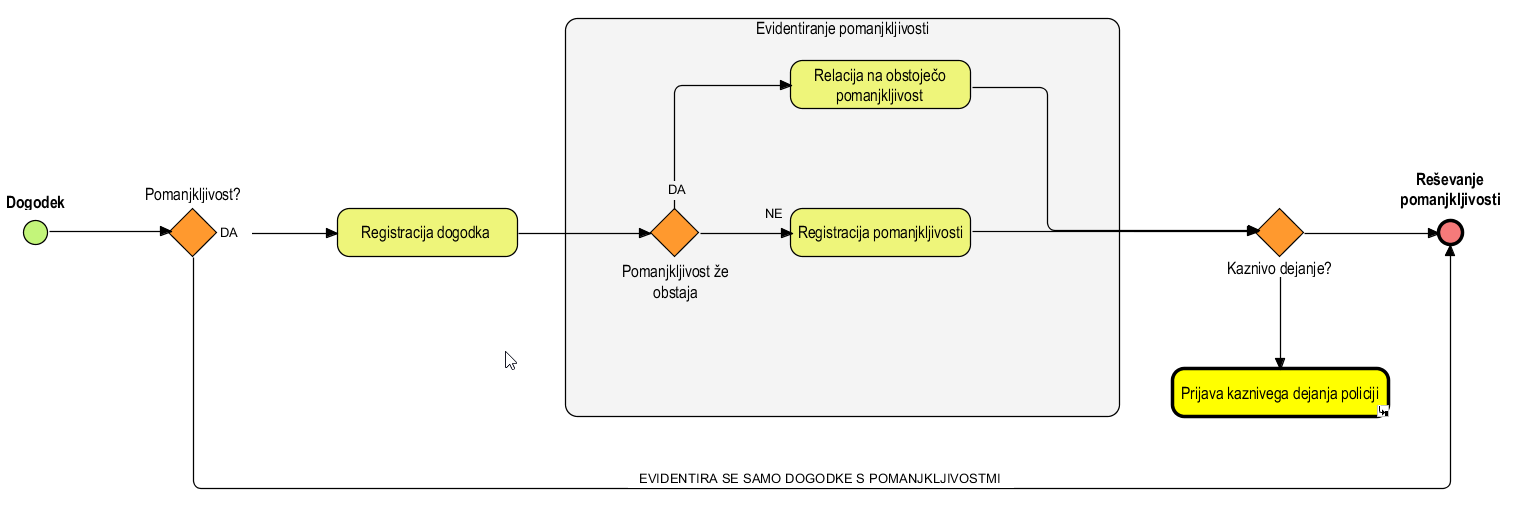 Evidentiranje pomanjkljivosti
Relacija na obstoječo
pomanjkljivost
Dogodek
Pomanjkljivost?
DA
Registracija dogodka
DA
NE
Pomanjkljivost že
obstaja
Registracija pomanjkljivosti
Kaznivo dejanje?
Reševanje
pomanjkljivosti
Prijava kaznivega dejanja policiji
EVIDENTIRA SE SAMO DOGODKE S POMANJKLJIVOSTMI